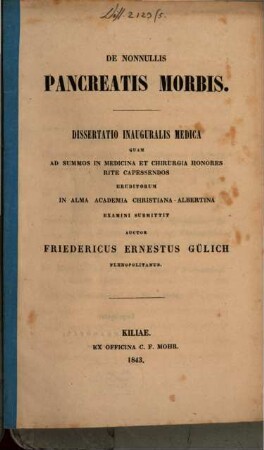 DE NONNULLIS
PANCREATIS MORBIS.
DISSERTATIO INAUGURALIS MEDICA
QUAM
AD SUMMOS IN MEDICINA ET CHIRURGIA HONORES
RITE CAPESSENDOS
ERUDITORUM
IN ALMA ACADEMIA CHRISTIANA-ALBERTINA
EXAMINI SUBMITTIT
AUCTOR
FRIEDERICUS ERNESTUS GÜLICH
PLENOPOLITANUS.
KILIAE.
EX OFFICINA C. F. MOHR.
1843.